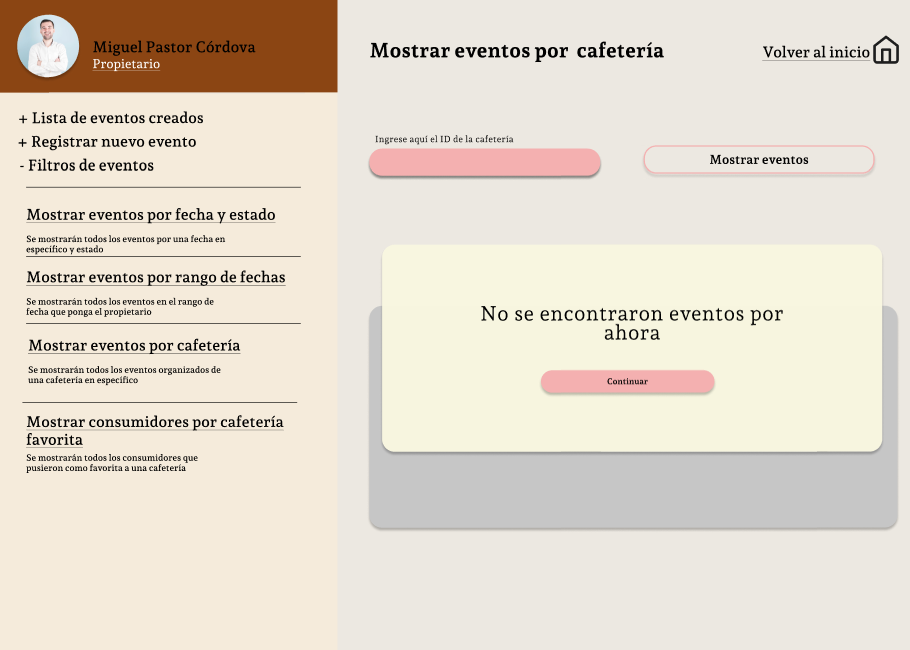 Miguel Pastor Córdova
Propietario
+ Lista de eventos creados
+ Registrar nuevo evento
- Filtros de eventos
Mostrar eventos por fecha y estado
Se mostrarán todos los eventos por una fecha en
específico y estado
Mostrar eventos por rango de fechas
Se mostrarán todos los eventos en el rango de
fecha que ponga el propietario
Mostrar eventos por cafetería
Se mostrarán todos los eventos organizados de
una cafetería en específico
Mostrar consumidores por cafetería
favorita
Se mostrarán todos los consumidores que
pusieron como favorita a una cafetería
Mostrar eventos por cafetería
Volver al inicio
Ingrese aquí el ID de la cafetería
Mostrar eventos
No se encontraron eventos por
ahora
Continuar